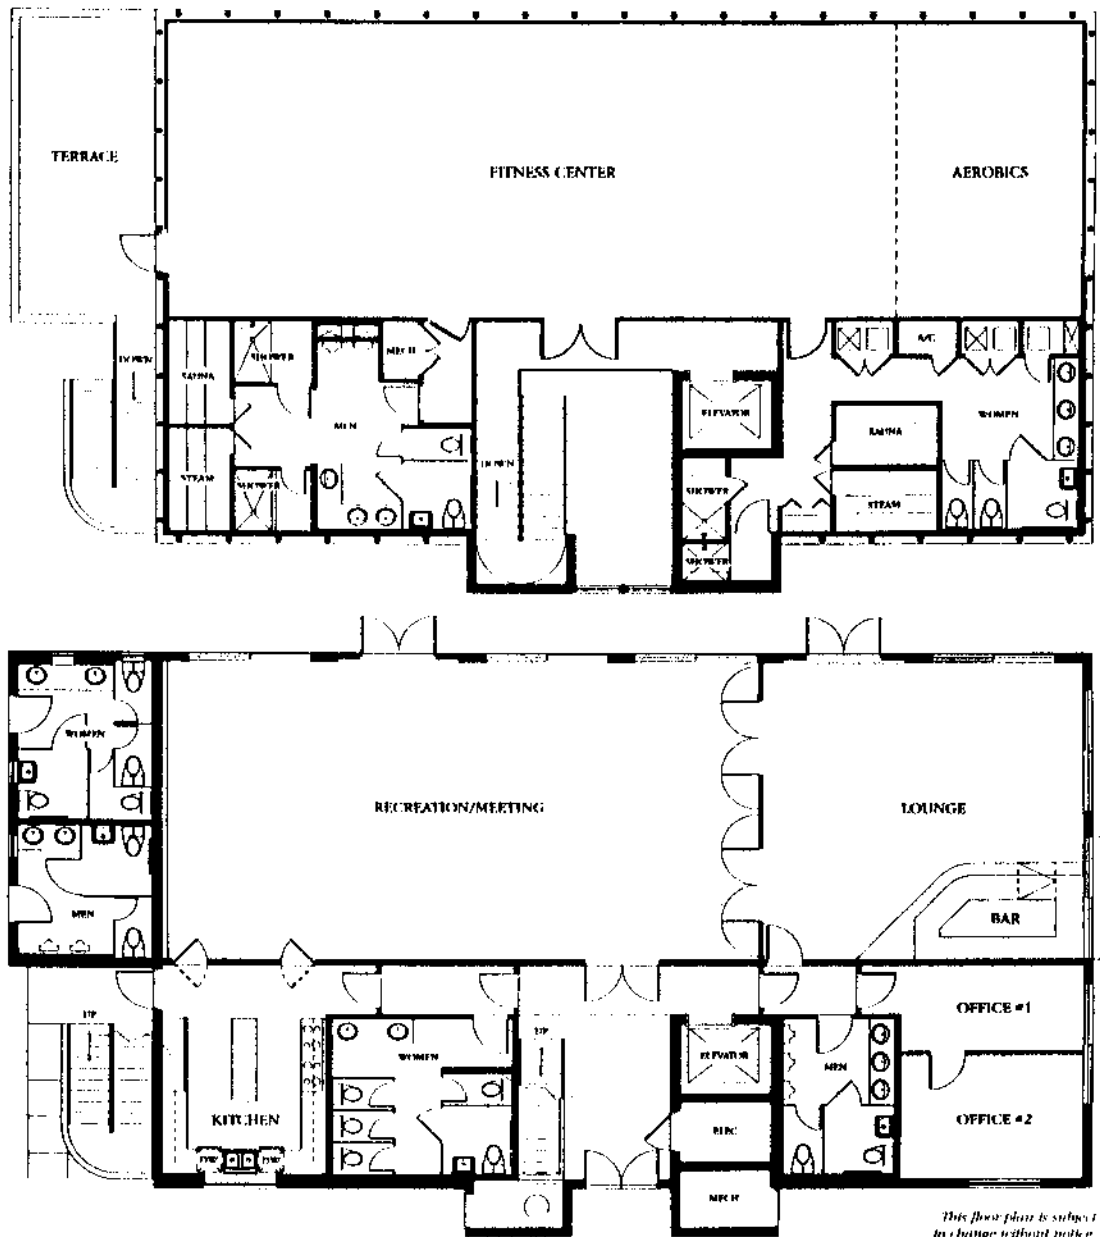 TERRACE
FITNESS CENTER
AEROBICS
DOWN
SAUNA
SHOWER
MECH
MEN
STEAM
SHOWER
DOWN
ELEVATOR
SHOWER
SHOWER
A/C
WOMEN
SAUNA
STEAM
WOMEN
MEN
RECREATION/MEETING
LOUNGE
BAR
UP
KITCHEN
DW
DW
WOMEN
UP
ELEVATOR
ELEC
MECH
MEN
OFFICE #1
OFFICE #2
This floor plan is subject
to change without notice.